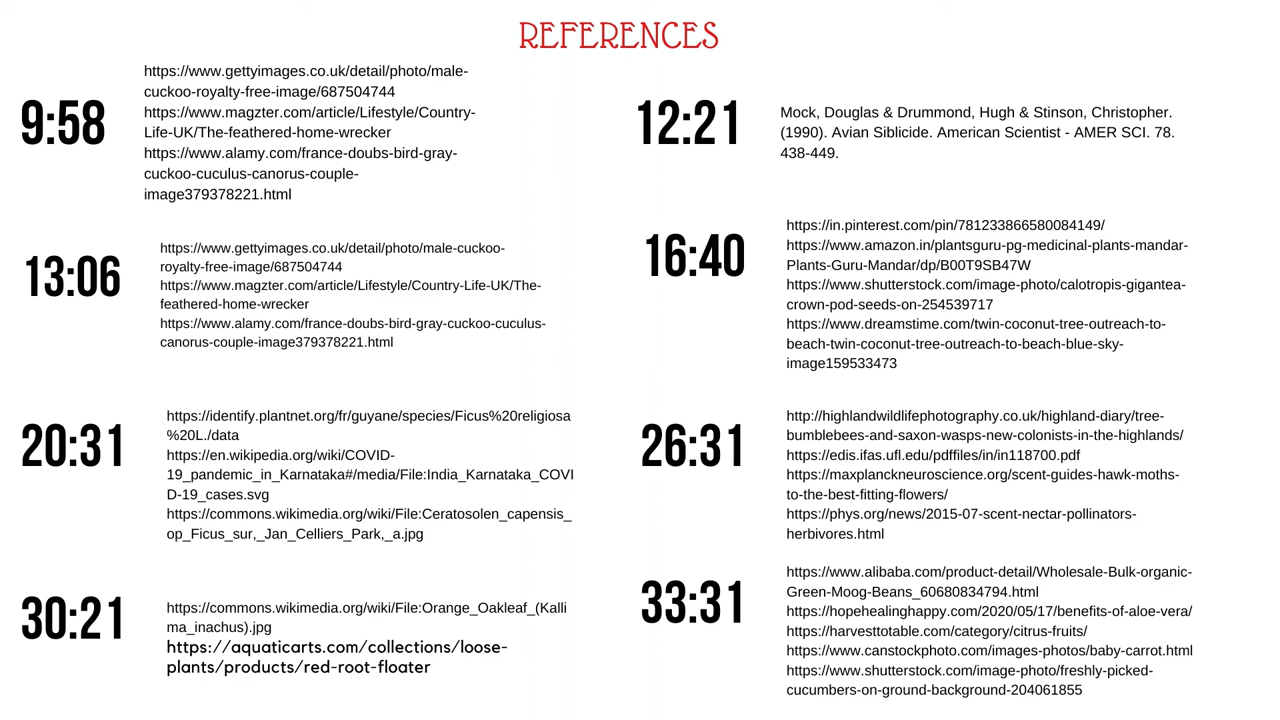 REFERENCES
9:58
https://www.gettyimages.co.uk/detail/photo/male-
cuckoo-royalty-free-image/687504744
https://www.magzter.com/article/Lifestyle/Country-
Life-UK/The-feathered-home-wrecker
https://www.alamy.com/france-doubs-bird-gray-
cuckoo-cuculus-canorus-couple-
image379378221.html
12:21
Mock, Douglas & Drummond, Hugh & Stinson, Christopher.
(1990). Avian Siblicide. American Scientist - AMER SCI. 78.
438-449.
13:06
https://www.gettyimages.co.uk/detail/photo/male-cuckoo-
royalty-free-image/687504744
https://www.magzter.com/article/Lifestyle/Country-Life-UK/The-
feathered-home-wrecker
https://www.alamy.com/france-doubs-bird-gray-cuckoo-cuculus-
canorus-couple-image379378221.html
16:40
https://in.pinterest.com/pin/781233866580084149/
https://www.amazon.in/plantsguru-pg-medicinal-plants-mandar-
Plants-Guru-Mandar/dp/B00T9SB47W
https://www.shutterstock.com/image-photo/calotropis-gigantea-
crown-pod-seeds-on-254539717
https://www.dreamstime.com/twin-coconut-tree-outreach-to-
beach-twin-coconut-tree-outreach-to-beach-blue-sky-
image159533473
20:31
https://identify.plantnet.org/fr/guyane/species/Ficus%20religiosa
%20L./data
https://en.wikipedia.org/wiki/COVID-
19_pandemic_in_Karnataka#/media/File:India_Karnataka_COVI
D-19_cases.svg
https://commons.wikimedia.org/wiki/File:Ceratosolen_capensis_
op_Ficus_sur,_Jan_Celliers_Park,_a.jpg
26:31
http://highlandwildlifephotography.co.uk/highland-diary/tree-
bumblebees-and-saxon-wasps-new-colonists-in-the-highlands/
https://edis.ifas.ufl.edu/pdffiles/in/in118700.pdf
https://maxplanckneuroscience.org/scent-guides-hawk-moths-
to-the-best-fitting-flowers/
https://phys.org/news/2015-07-scent-nectar-pollinators-
herbivores.html
30:21
https://commons.wikimedia.org/wiki/File:Orange_Oakleaf_(Kalli
ma_inachus).jpg
https://aquaticarts.com/collections/loose-
plants/products/red-root-floater
33:31
https://www.alibaba.com/product-detail/Wholesale-Bulk-organic-
Green-Moog-Beans_60680834794.html
https://hopehealinghappy.com/2020/05/17/benefits-of-aloe-vera/
https://harvesttotable.com/category/citrus-fruits/
https://www.canstockphoto.com/images-photos/baby-carrot.html
https://www.shutterstock.com/image-photo/freshly-picked-
cucumbers-on-ground-background-204061855